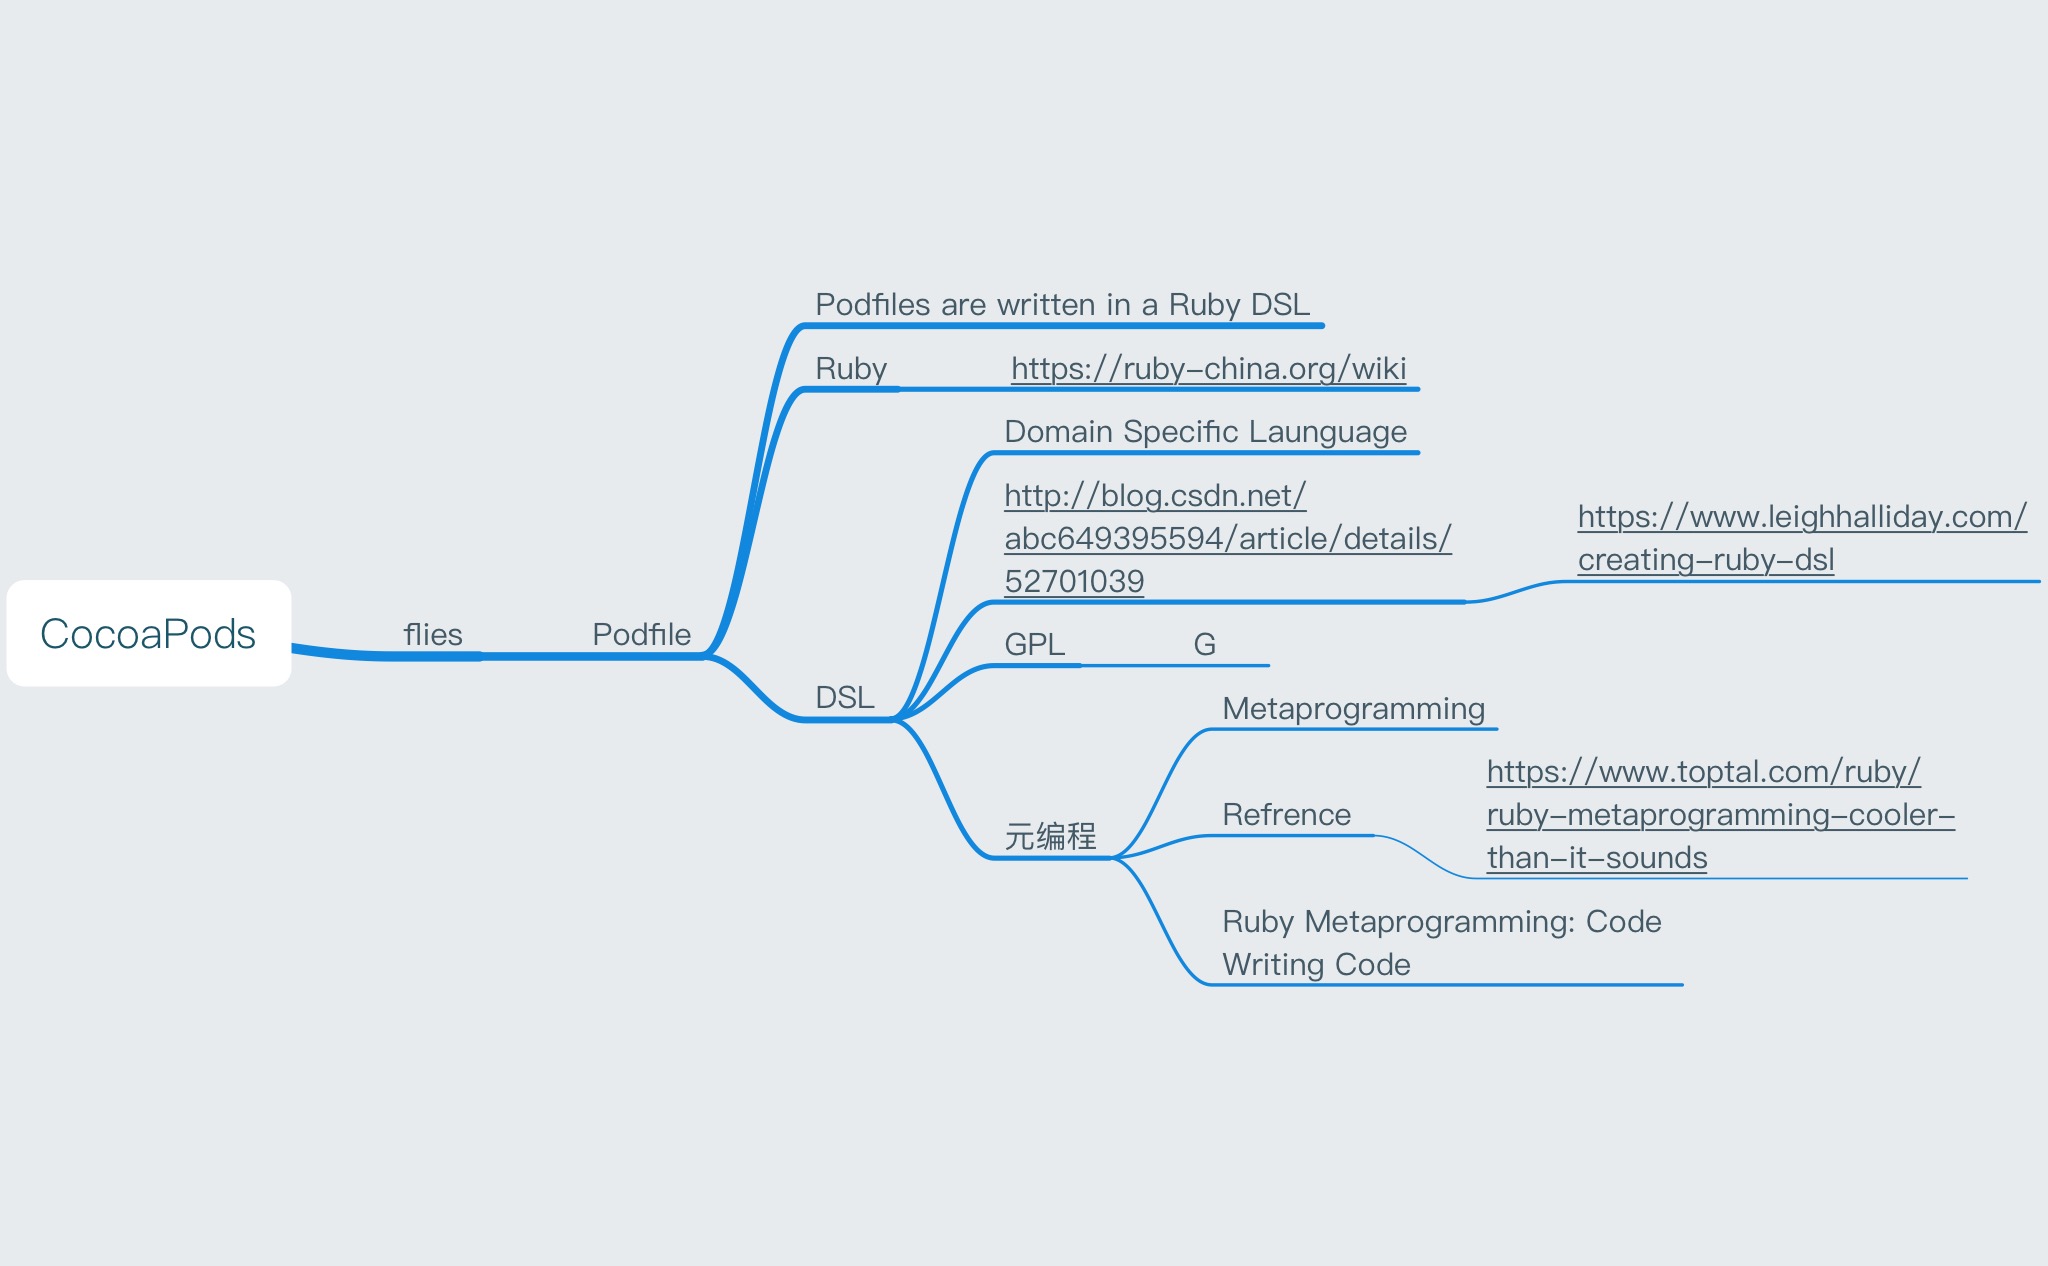 CocoaPods
flies
Podfile
Podfiles are written in a Ruby DSL
Ruby
https://ruby-china.org/wiki
DSL
Domain Specific Launguage
http://blog.csdn.net/
abc649395594/article/details/
52701039
https://www.leighhalliday.com/
creating-ruby-dsl
GPL
G
元编程
Metaprogramming
Refrence
https://www.toptal.com/ruby/
ruby-metaprogramming-cooler-
than-it-sounds
Ruby Metaprogramming: Code
Writing Code